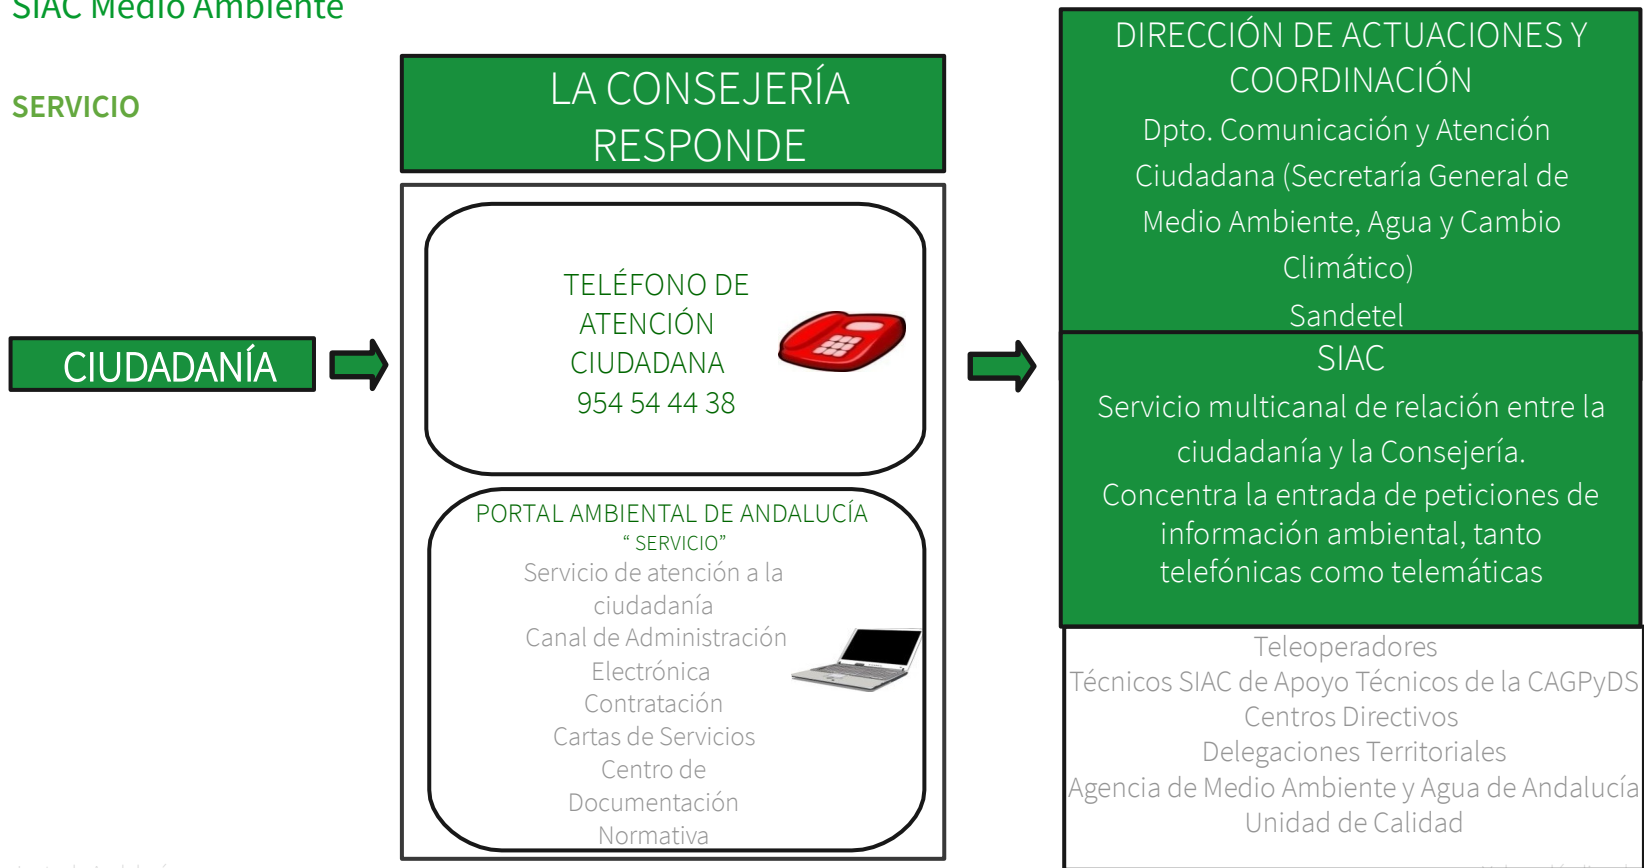 SIAC Medio Ambiente
SERVICIO
CIUDADANÍA
LA CONSEJERÍA
RESPONDE
TELÉFONO DE
ATENCIÓN
CIUDADANA
954 54 44 38
PORTAL AMBIENTAL DE ANDALUCÍA
“ SERVICIO”
Servicio de atención a la
ciudadanía
Canal de Administración
Electrónica
Contratación
Cartas de Servicios
Centro de
Documentación
Normativa
DIRECCIÓN DE ACTUACIONES Y
COORDINACIÓN
Dpto. Comunicación y Atención
Ciudadana (Secretaría General de
Medio Ambiente, Agua y Cambio
Climático)
Sandetel
SIAC
Servicio multicanal de relación entre la
ciudadanía y la Consejería.
Concentra la entrada de peticiones de
información ambiental, tanto
telefónicas como telemáticas
Teleoperadores
Técnicos SIAC de Apoyo Técnicos de la CAGPyDS
Centros Directivos
Delegaciones Territoriales
Agencia de Medio Ambiente y Agua de Andalucía
Unidad de Calidad